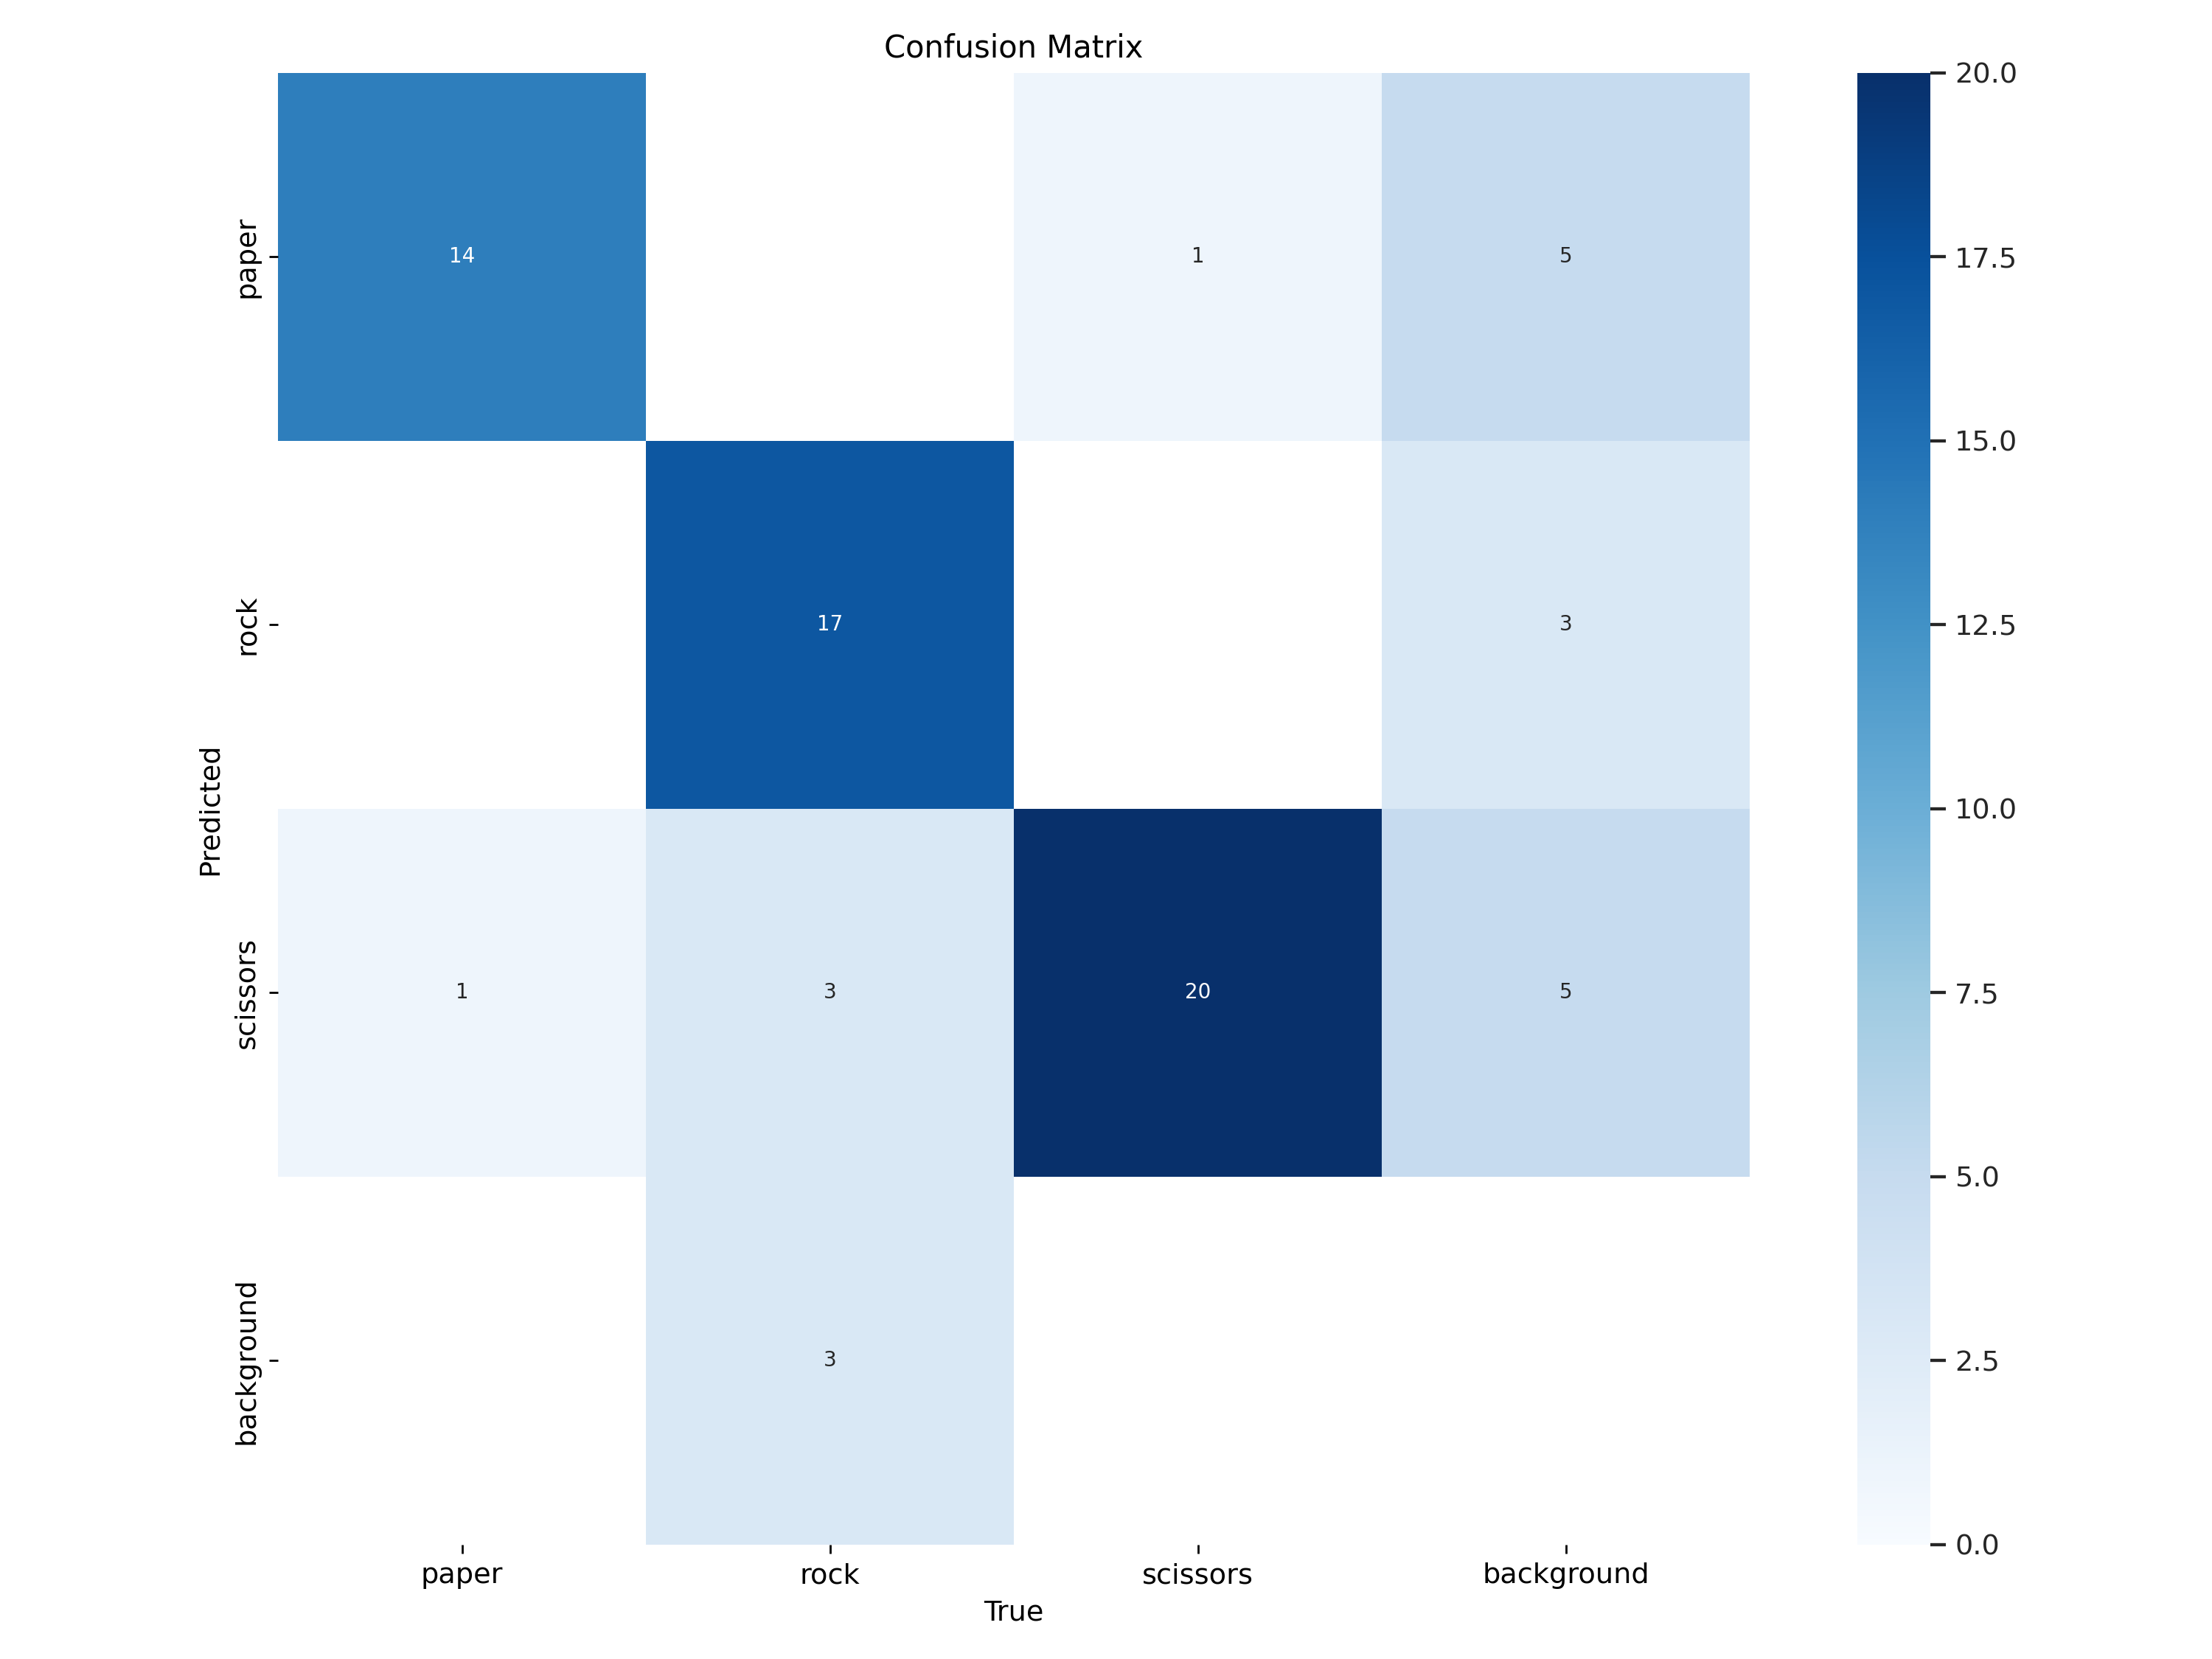 Confusion Matrix
paper
14
1
5
rock
17
3
scissors
1
3
20
5
background
3
paper
rock
scissors
background
Predicted
True
20.0
17.5
15.0
12.5
10.0
7.5
5.0
2.5
0.0